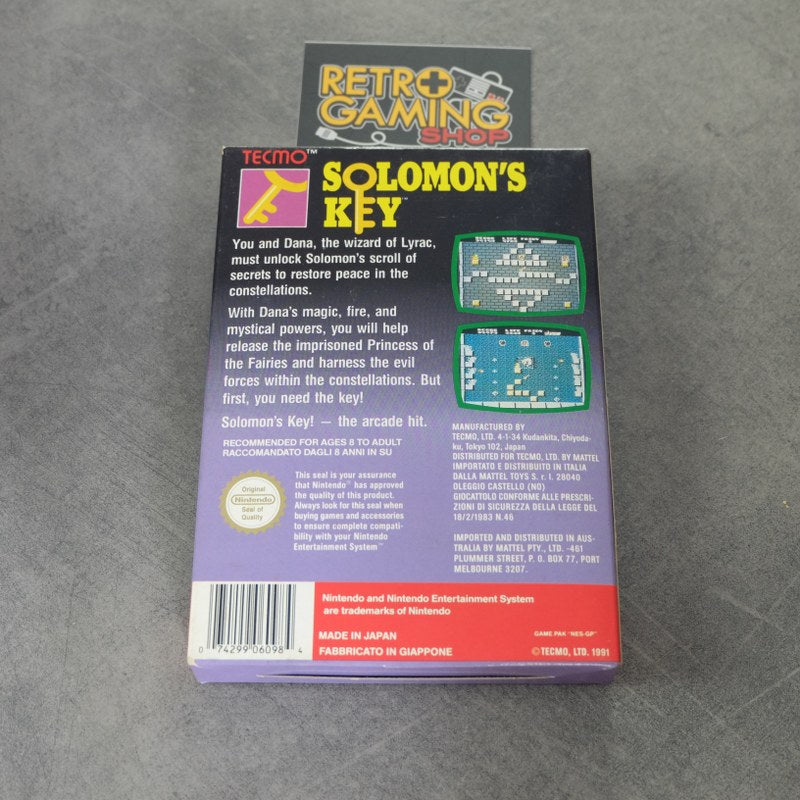 RETRO
GAMING
SHOP
TECMO™
SOLOMON'S
KEY™
You and Dana, the wizard of Lyrac,
must unlock Solomon's scroll of
secrets to restore peace in the
constellations.
With Dana's magic, fire, and
mystical powers, you will help
release the imprisoned Princess of
the Fairies and harness the evil
forces within the constellations. But
first, you need the key!
Solomon's Key! — the arcade hit.
RECOMMENDED FOR AGES 8 TO ADULT
RACCOMANDATO DAGLI 8 ANNI IN SU
Original
Nintendo
Seal of
Quality
This seal is your assurance
that Nintendo® has approved
the quality of this product.
Always look for this seal when
buying games and accessories
to ensure complete compati-
bility with your Nintendo
Entertainment System™
MANUFACTURED BY
TECMO, LTD. 4-1-34 Kudankita, Chiyoda-
ku, Tokyo 102, Japan
DISTRIBUTED FOR TECMO, LTD. BY MATTEL
IMPORTATO E DISTRIBUITO IN ITALIA
DALLA MATTEL TOYS S. r. l. 28040
OLEGGIO CASTELLO (NO)
GIOCATTOLO CONFORME ALLE PRESCRI-
ZIONI DI SICUREZZA DELLA LEGGE DEL
18/2/1983 N.46
IMPORTED AND DISTRIBUTED IN AUS-
TRALIA BY MATTEL PTY., LTD. -461
PLUMMER STREET, P. O. BOX 77, PORT
MELBOURNE 3207.
Nintendo and Nintendo Entertainment System
are trademarks of Nintendo
MADE IN JAPAN
FABBRICATO IN GIAPPONE
GAME PAK "NES-GP"
©TECMO, LTD. 1991
0 74299 06098 4